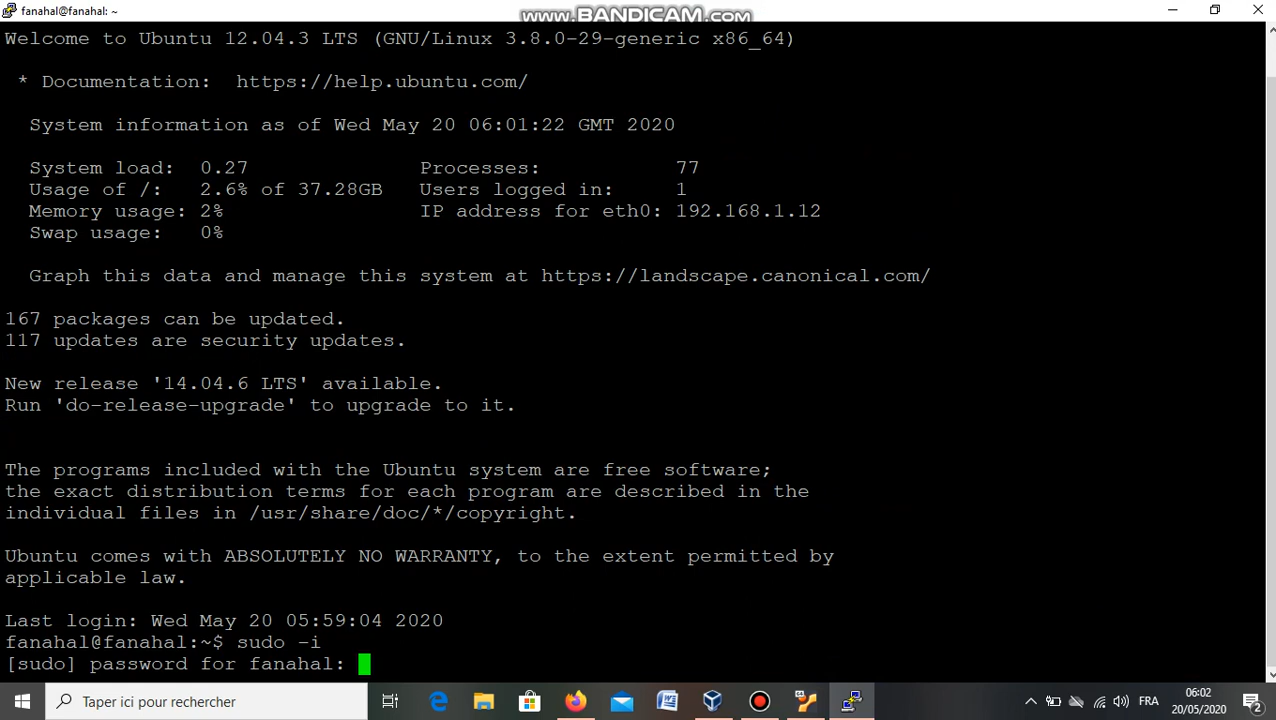 fanahal@fanahal: ~
www.BANDICAM.com
Welcome to Ubuntu 12.04.3 LTS (GNU/Linux 3.8.0-29-generic x86_64)
* Documentation: https://help.ubuntu.com/
System information as of Wed May 20 06:01:22 GMT 2020
System load: 0.27 Processes: 77
Usage of /: 2.6% of 37.28GB Users logged in: 1
Memory usage: 2% IP address for eth0: 192.168.1.12
Swap usage: 0%
Graph this data and manage this system at https://landscape.canonical.com/
167 packages can be updated.
117 updates are security updates.
New release '14.04.6 LTS' available.
Run 'do-release-upgrade' to upgrade to it.
The programs included with the Ubuntu system are free software;
the exact distribution terms for each program are described in the
individual files in /usr/share/doc/*/copyright.
Ubuntu comes with ABSOLUTELY NO WARRANTY, to the extent permitted by
applicable law.
Last login: Wed May 20 05:59:04 2020
fanahal@fanahal:~$ sudo -i
[sudo] password for fanahal:
Taper ici pour rechercher
FRA
06:02
20/05/2020
2